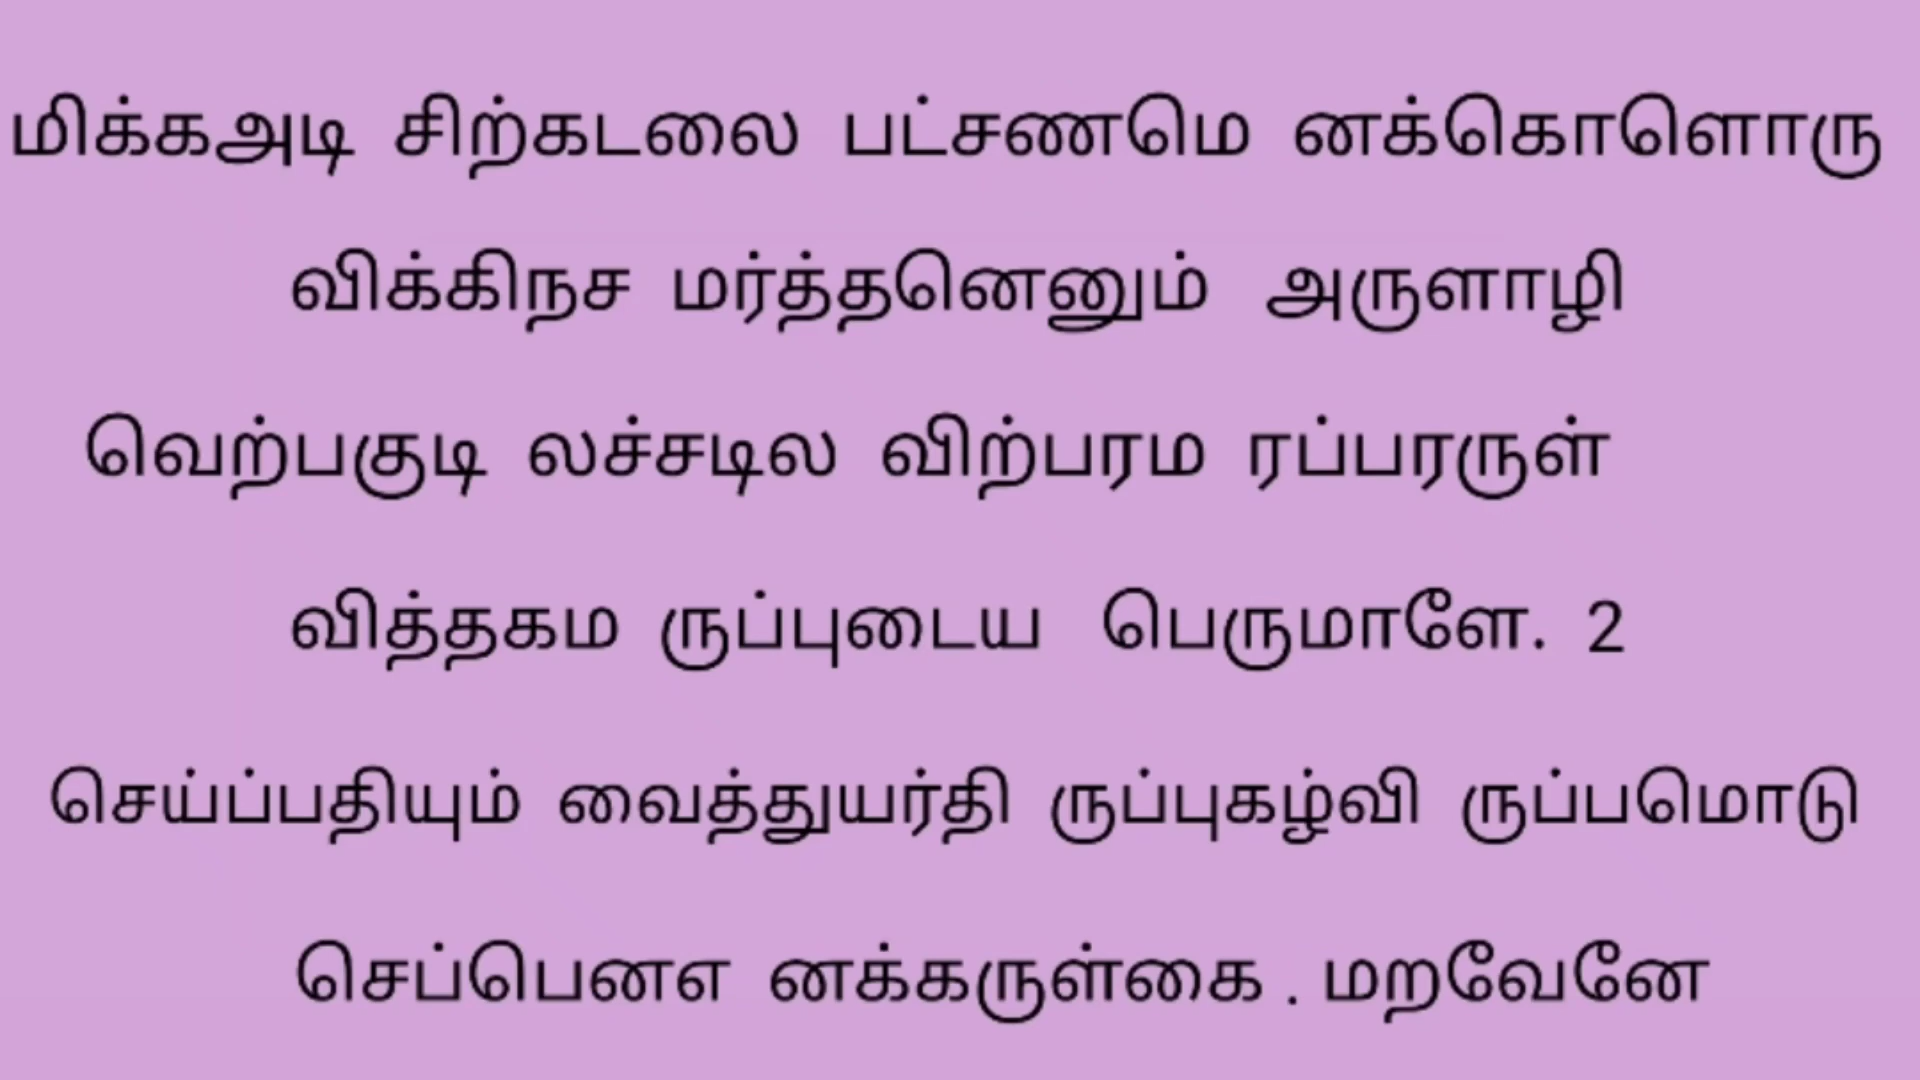 மிக்கஅடி சிற்கடலை பட்சணமெ னக்கொளொரு
விக்கிநச மர்த்தனெனும் அருளாழி
வெற்பகுடி லச்சடில விற்பரம ரப்பரருள்
வித்தகம ருப்புடைய பெருமாளே. 2
செய்ப்பதியும் வைத்துயர்தி ருப்புகழ்வி ருப்பமொடு
செப்பெனஎ னக்கருள்கை . மறவேனே